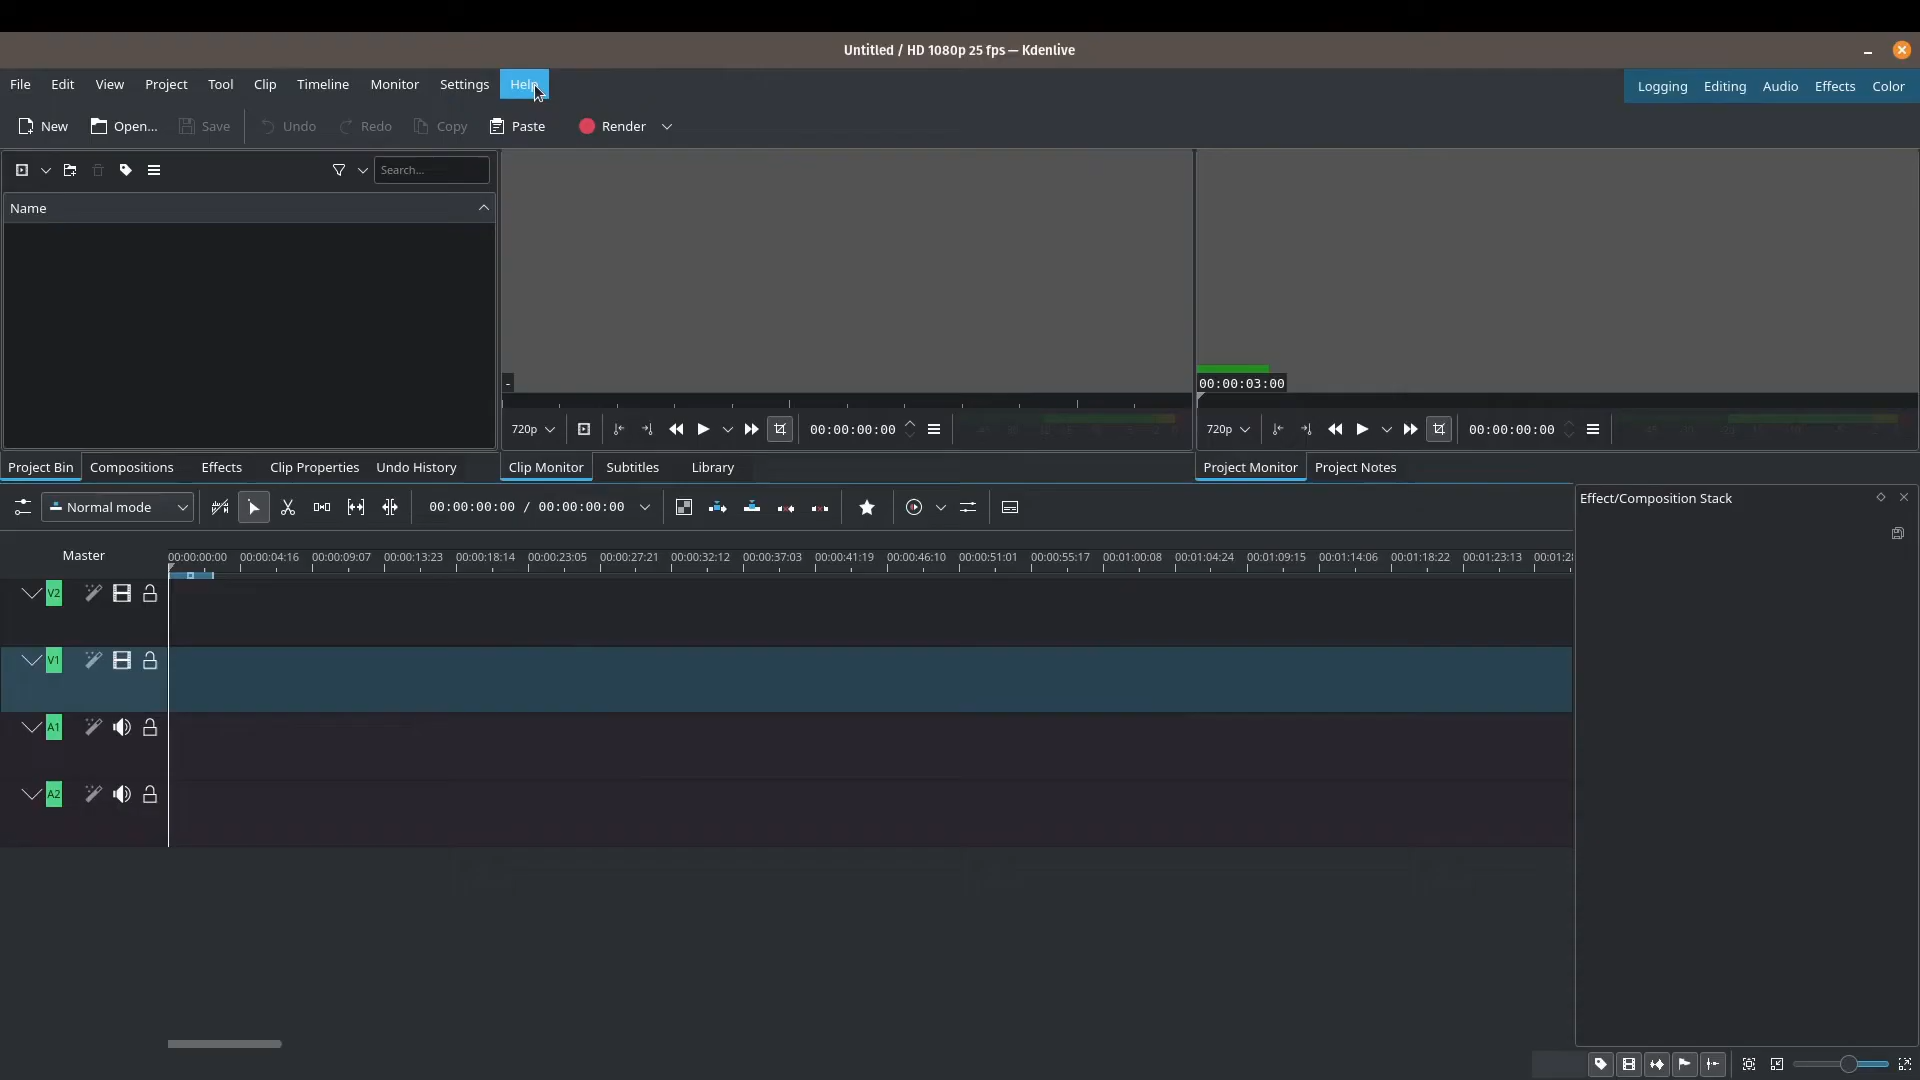 Untitled / HD 1080p 25 fps — Kdenlive
File Edit View Project Tool Clip Timeline Monitor Settings Help
Logging Editing Audio Effects Color
New Open... Save Undo Redo Copy Paste Render
Search...
Name
-
00:00:03:00
720p 00:00:00:00
720p 00:00:00:00
Project Bin Compositions Effects Clip Properties Undo History
Clip Monitor Subtitles Library
Project Monitor Project Notes
Normal mode 00:00:00:00 / 00:00:00:00
Effect/Composition Stack
Master
00:00:00:00 00:00:04:16 00:00:09:07 00:00:13:23 00:00:18:14 00:00:23:05 00:00:27:21 00:00:32:12 00:00:37:03 00:00:41:19 00:00:46:10 00:00:51:01 00:00:55:17 00:01:00:08 00:01:04:24 00:01:09:15 00:01:14:06 00:01:18:22 00:01:23:13 00:01:28
V2
V1
A1
A2